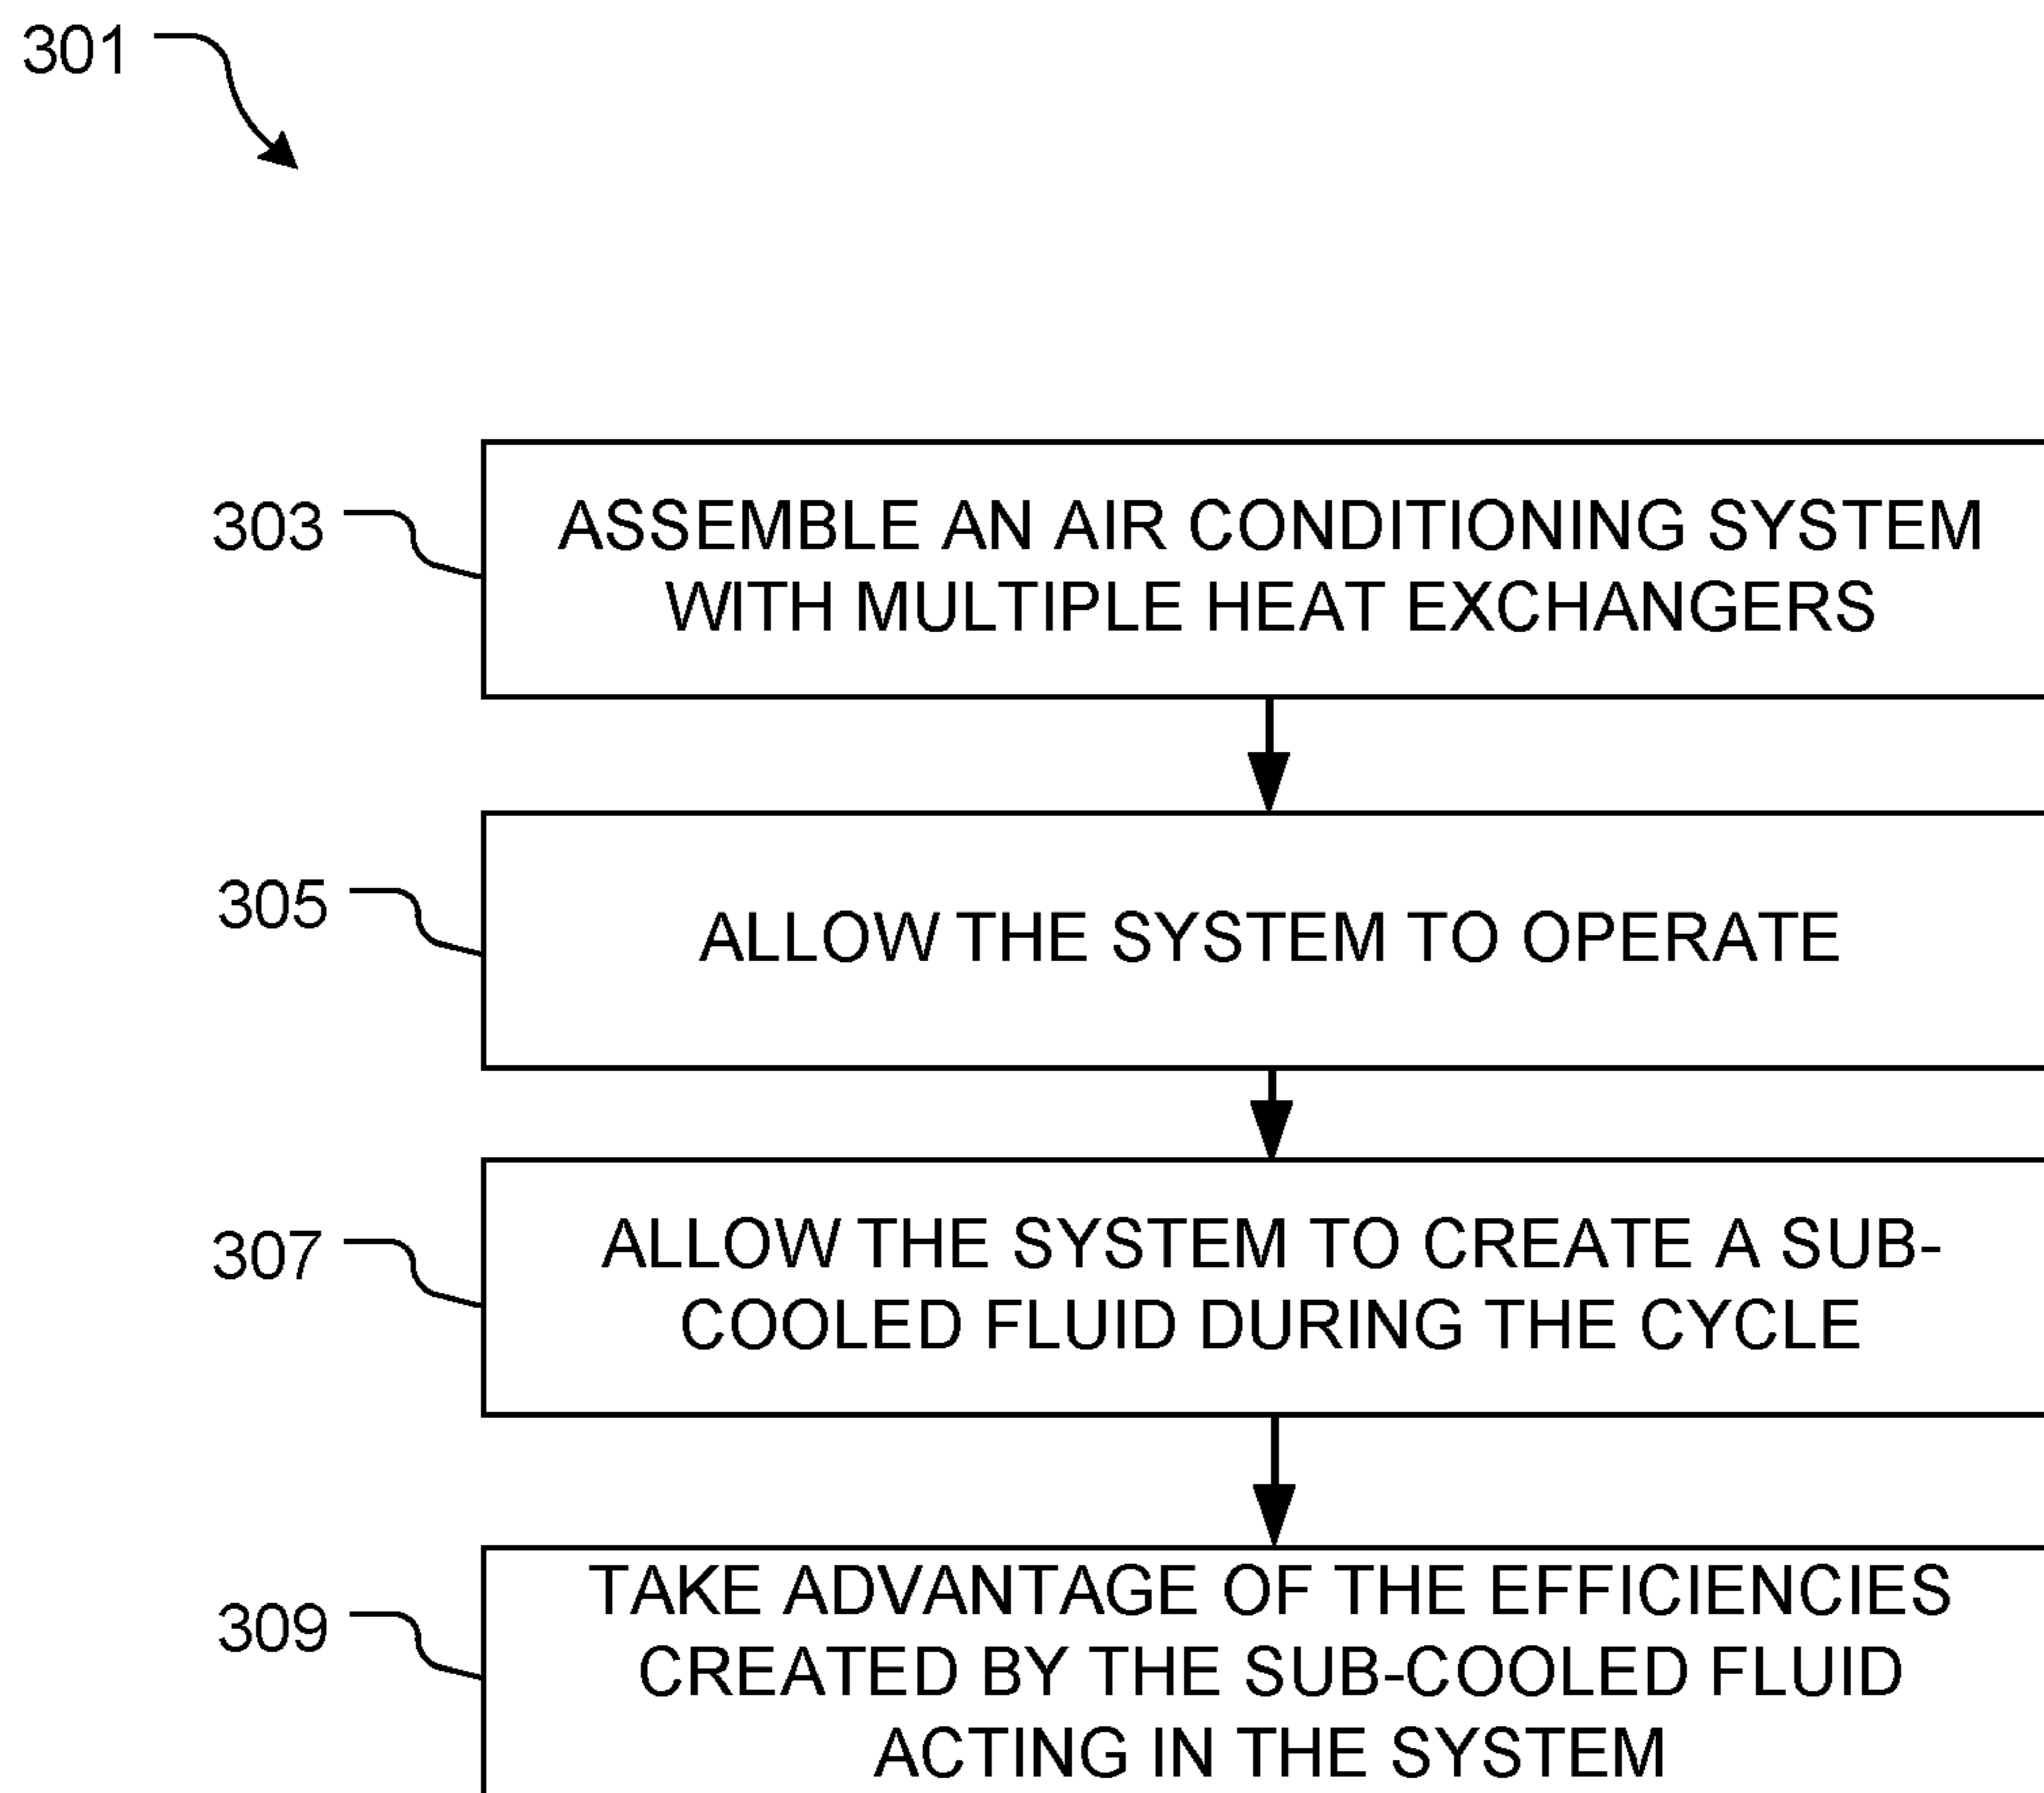 301
303
ASSEMBLE AN AIR CONDITIONING SYSTEM
WITH MULTIPLE HEAT EXCHANGERS
305
ALLOW THE SYSTEM TO OPERATE
307
ALLOW THE SYSTEM TO CREATE A SUB-
COOLED FLUID DURING THE CYCLE
309
TAKE ADVANTAGE OF THE EFFICIENCIES
CREATED BY THE SUB-COOLED FLUID
ACTING IN THE SYSTEM